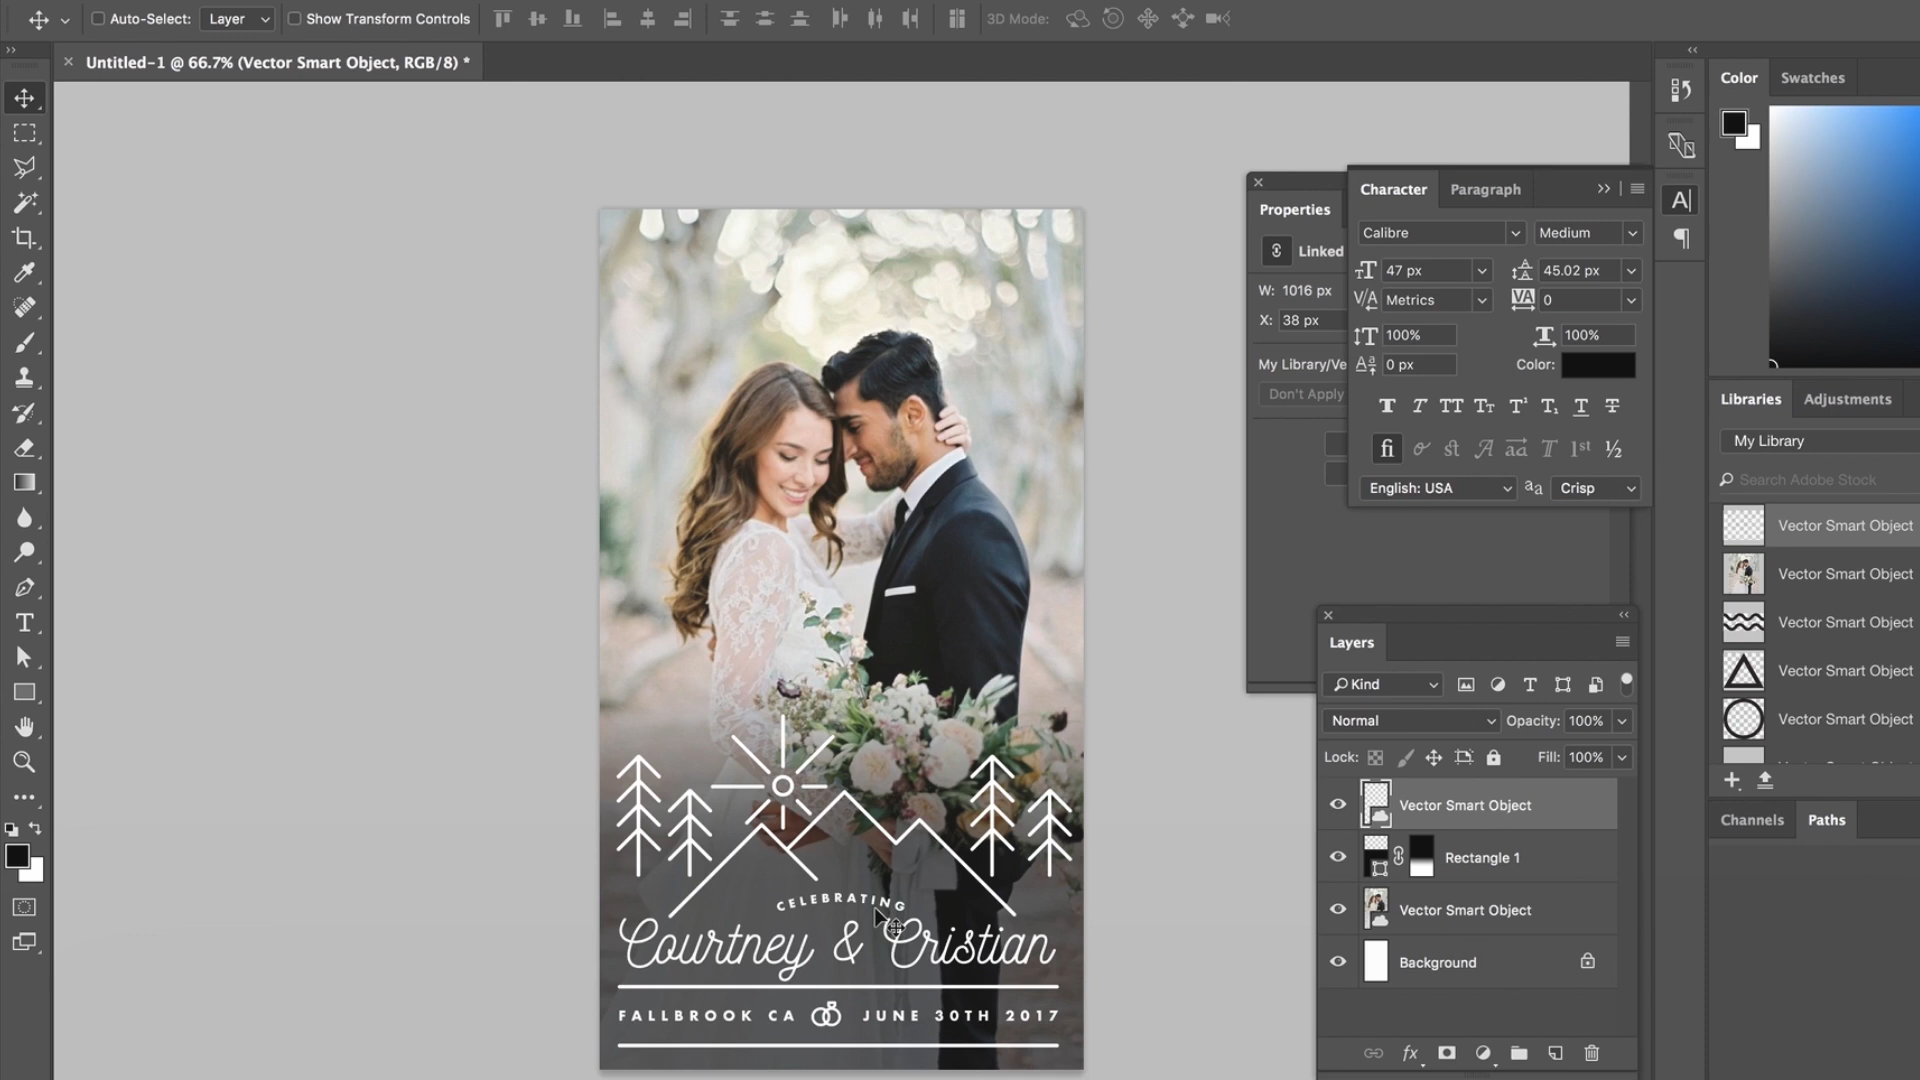 Auto-Select: Layer Show Transform Controls 3D Mode:
Untitled-1 @ 66.7% (Vector Smart Object, RGB/8) *
CELEBRATING
Courtney & Cristian
FALLBROOK CA JUNE 30TH 2017
Properties
Linked
W: 1016 px
X: 38 px
My Library/Ve
Don't Apply
Character Paragraph
Calibre Medium
47 px 45.02 px
Metrics 0
100% 100%
0 px Color:
English: USA Crisp
Layers
Kind
Normal Opacity: 100%
Lock: Fill: 100%
Vector Smart Object
Rectangle 1
Vector Smart Object
Background
Color Swatches
Libraries Adjustments
My Library
Search Adobe Stock
Vector Smart Object
Vector Smart Object
Vector Smart Object
Vector Smart Object
Vector Smart Object
Channels Paths